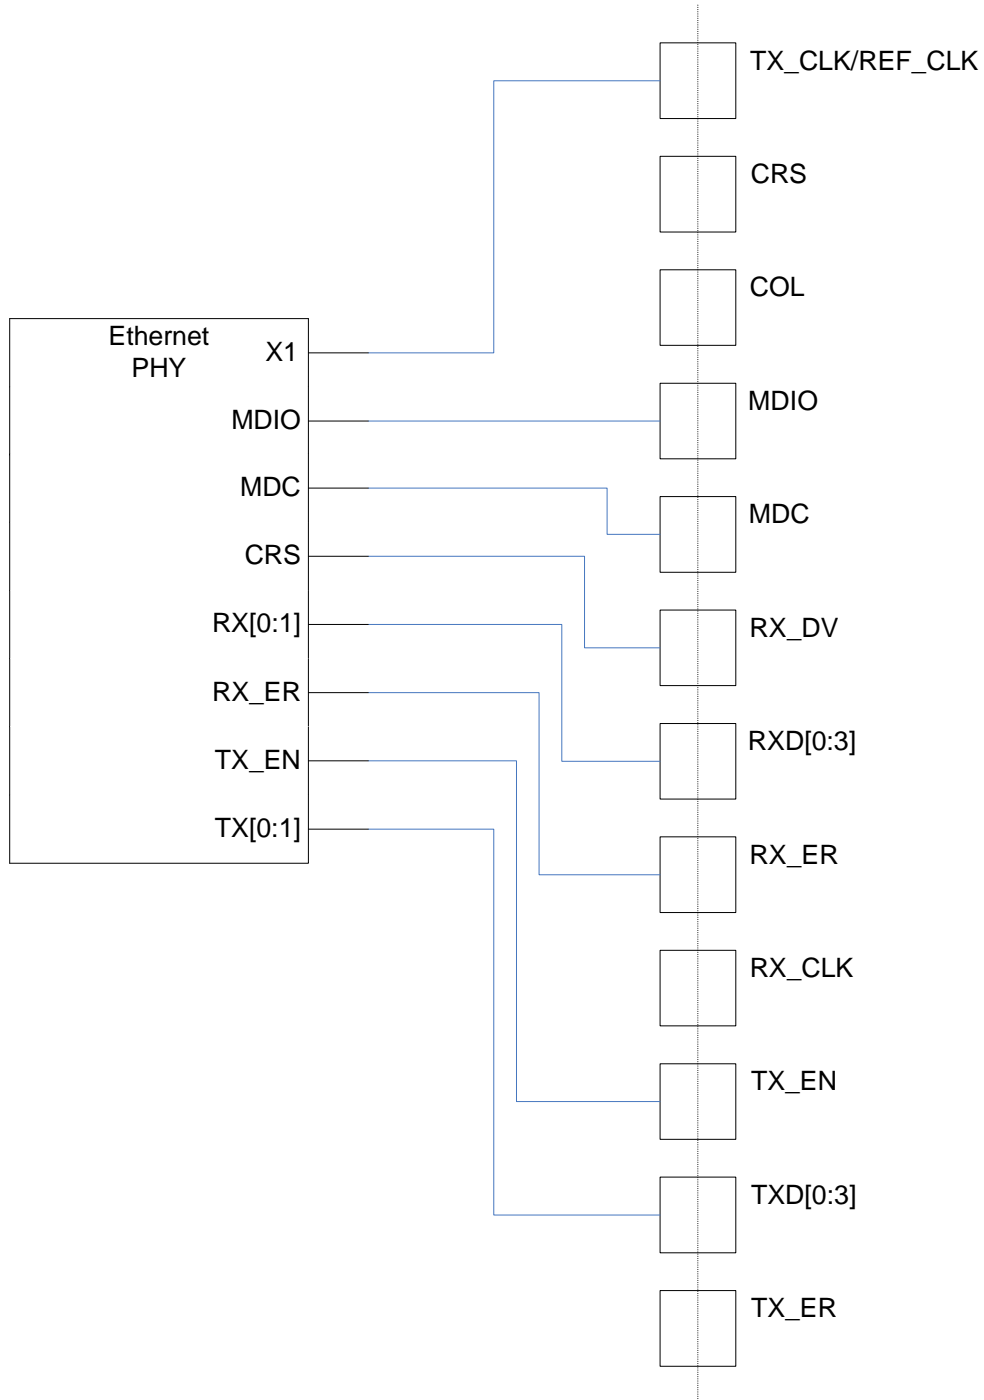 Ethernet
PHY
X1
MDIO
MDC
CRS
RX[0:1]
RX_ER
TX_EN
TX[0:1]
TX_CLK/REF_CLK
CRS
COL
MDIO
MDC
RX_DV
RXD[0:3]
RX_ER
RX_CLK
TX_EN
TXD[0:3]
TX_ER